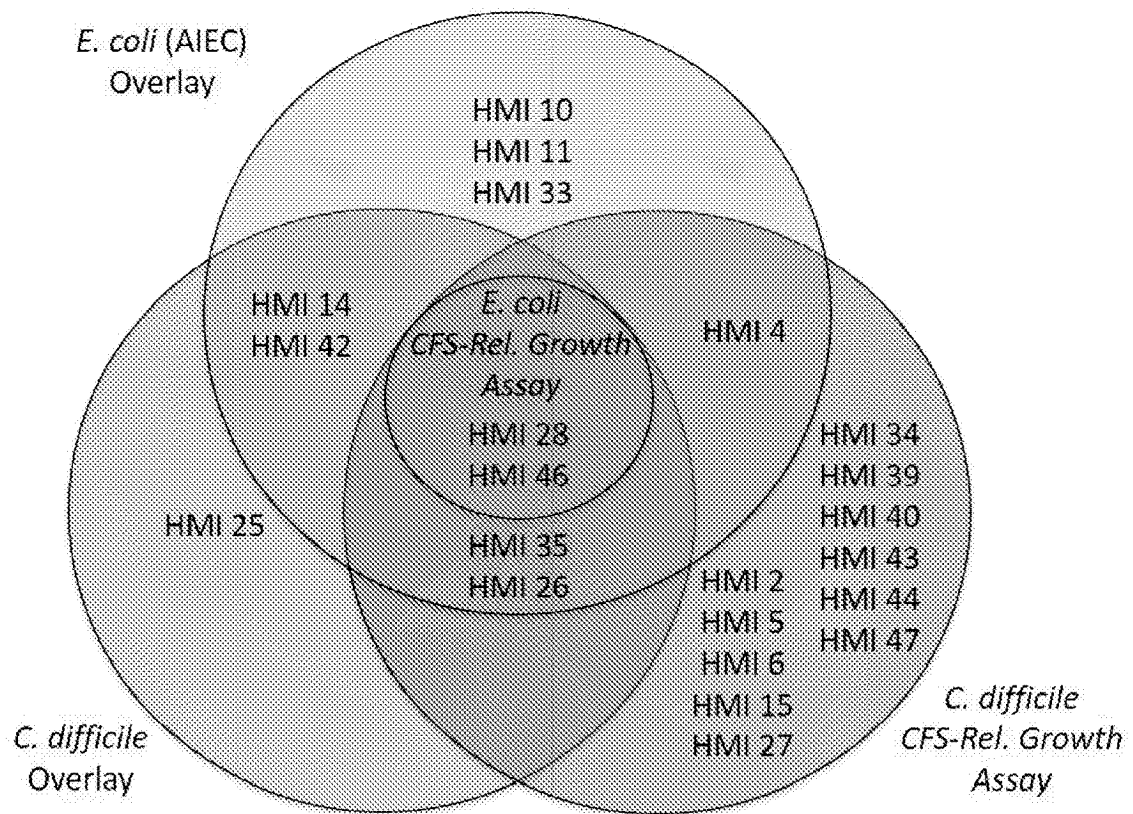 E. coli (AIEC)
Overlay
HMI 10
HMI 11
HMI 33
HMI 14
HMI 42
E. coli
CFS-Rel. Growth
Assay
HMI 28
HMI 46
HMI 4
HMI 35
HMI 26
HMI 25
HMI 34
HMI 39
HMI 40
HMI 43
HMI 44
HMI 47
HMI 2
HMI 5
HMI 6
HMI 15
HMI 27
C. difficile
Overlay
C. difficile
CFS-Rel. Growth
Assay